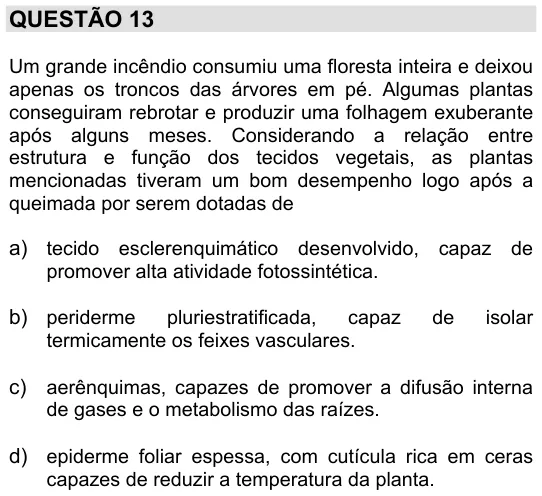 QUESTÃO 13
Um grande incêndio consumiu uma floresta inteira e deixou
apenas os troncos das árvores em pé. Algumas plantas
conseguiram rebrotar e produzir uma folhagem exuberante
após alguns meses. Considerando a relação entre
estrutura e função dos tecidos vegetais, as plantas
mencionadas tiveram um bom desempenho logo após a
queimada por serem dotadas de
a) tecido esclerenquimático desenvolvido, capaz de
promover alta atividade fotossintética.
b) periderme pluriestratificada, capaz de isolar
termicamente os feixes vasculares.
c) aerênquimas, capazes de promover a difusão interna
de gases e o metabolismo das raízes.
d) epiderme foliar espessa, com cutícula rica em ceras
capazes de reduzir a temperatura da planta.